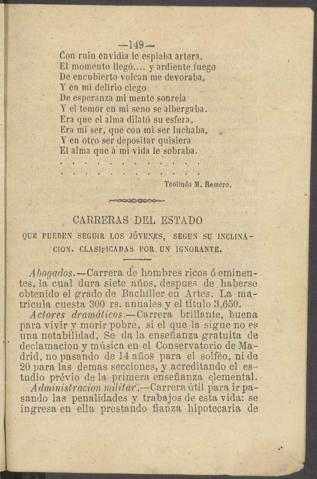 —149—
Con ruin envidia le espiaba artera.
El momento llegó.... y ardiente fuego
De encubierto volcan me devoraba,
Y en mi delirio ciego
De esperanza mi mente sonreia
Y el temor en mi seno se albergaba.
Era que el alma dilató su esfera,
Era mi ser, que con mi ser luchaba,
Y en otro ser depositar quisiera
El alma que á mi vida le sobraba.
. . . . . . . . . . . .
. . . . . . . . . . . .
Teolindo M. Romero.
CARRERAS DEL ESTADO
QUE PUEDEN SEGUIR LOS JÓVENES, SEGUN SU INCLINA-
CION, CLASIFICADAS POR UN IGNORANTE.
Abogados.—Carrera de hombres ricos ó eminen-
tes, la cual dura siete años, despues de haberse
obtenido el grado de Bachiller en Artes. La ma-
trícula cuesta 300 rs. anuales y el título 3,650.
Actores dramáticos.—Carrera brillante, buena
para vivir y morir pobre, si el que la sigue no es
una notabilidad. Se da la enseñanza gratuita de
declamacion y música en el Conservatorio de Ma-
drid, no pasando de 14 años para el solfeo, ni de
20 para las demas secciones, y acreditando el es-
tudio prévio de la primera enseñanza elemental.
Administracion militar.—Carrera útil para ir pa-
sando las penalidades y trabajos de esta vida: se
ingresa en ella prestando fianza hipotecaria de